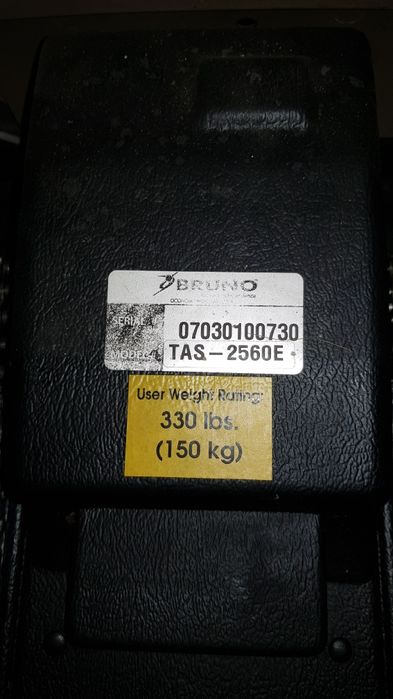 BRUNO
SERIAL
07030100730
MODEL
TAS-2560E
User Weight Rating:
330 lbs.
(150 kg)